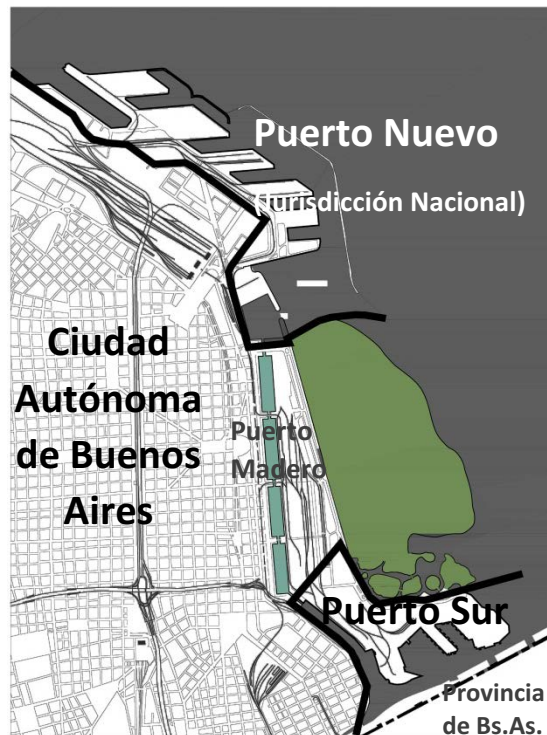 Puerto Nuevo
(Jurisdicción Nacional)
Ciudad
Autónoma
de Buenos
Aires
Puerto
Madero
Puerto Sur
Provincia
de Bs.As.